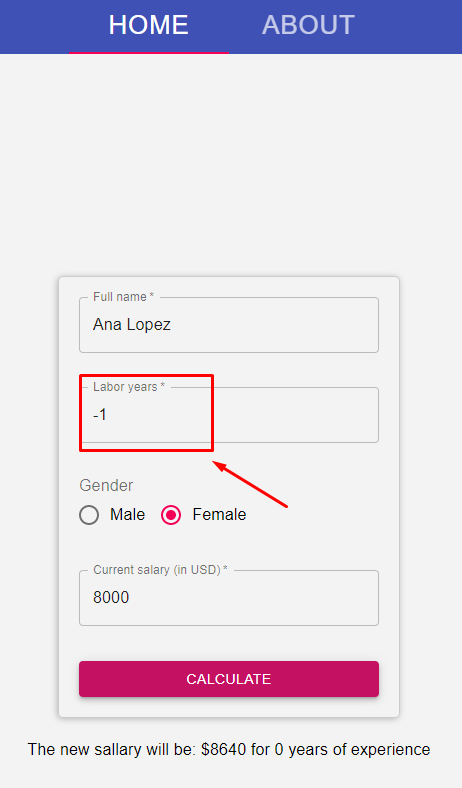 HOME ABOUT
Full name *
Ana Lopez
Labor years *
-1
Gender
Male Female
Current salary (in USD) *
8000
CALCULATE
The new sallary will be: $8640 for 0 years of experience